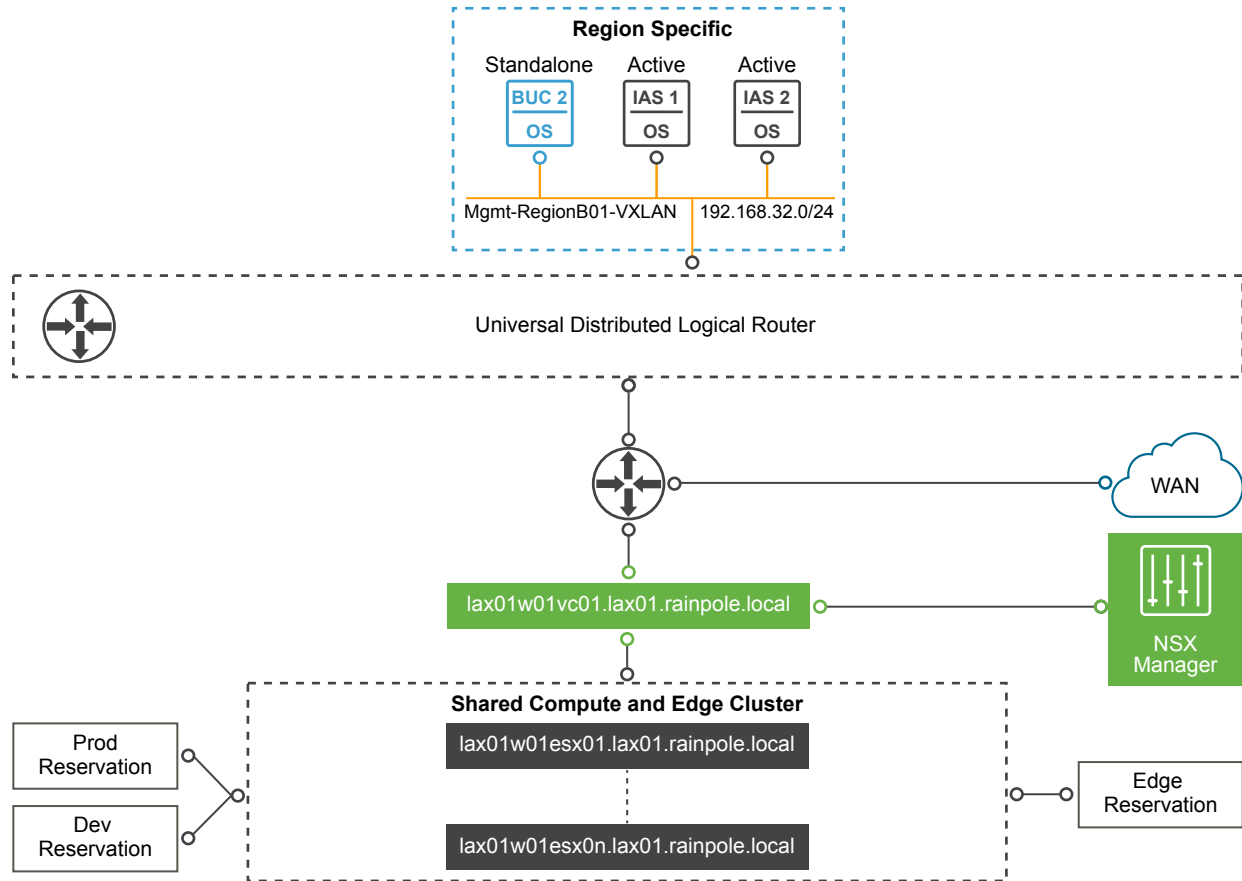 Region Specific
Standalone Active Active
BUC 2 IAS 1 IAS 2
OS OS OS
Mgmt-RegionB01-VXLAN 192.168.32.0/24
Universal Distributed Logical Router
WAN
lax01w01vc01.lax01.rainpole.local
NSX
Manager
Shared Compute and Edge Cluster
lax01w01esx01.lax01.rainpole.local
lax01w01esx0n.lax01.rainpole.local
Prod
Reservation
Dev
Reservation
Edge
Reservation